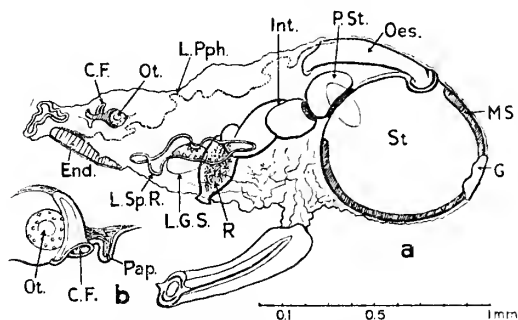 P.St.
Oes.
Int.
L.Pph.
C.F.
Ot.
MS
St
End.
G
L.Sp.R.
L.G.S.
R
a
Ot.
b
Pap.
C.F.
0.1
0.5
1mm